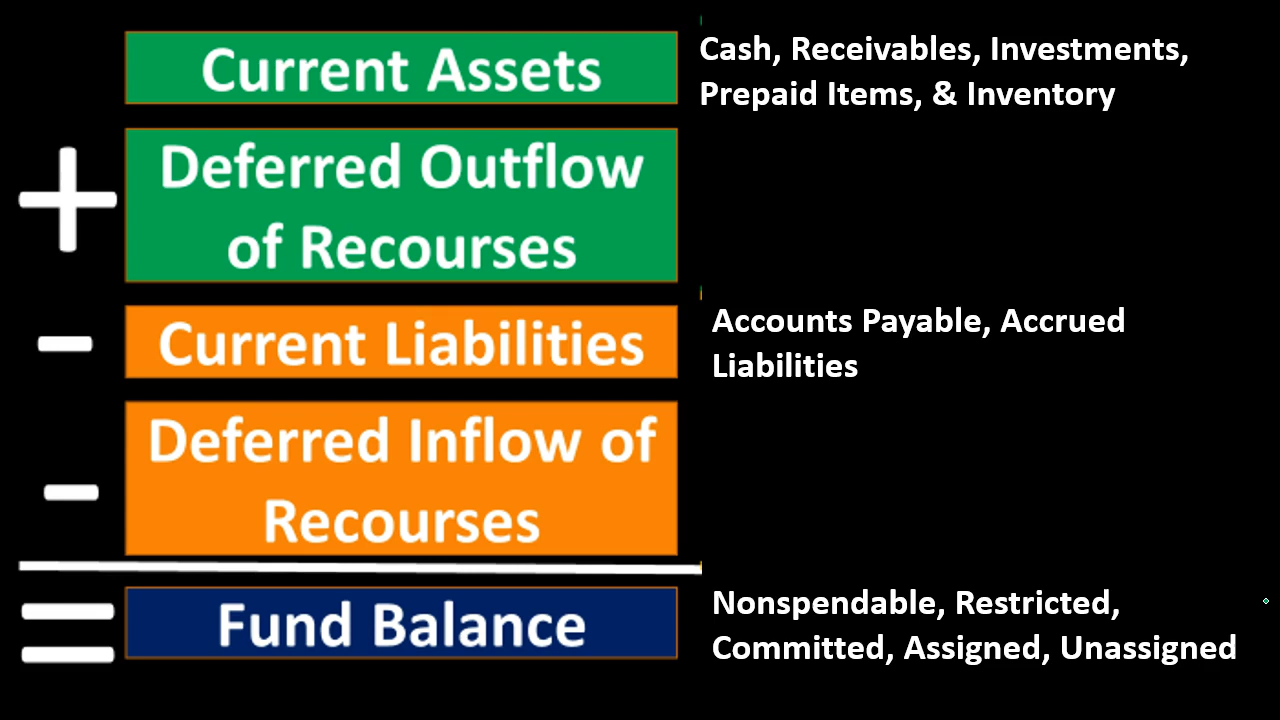 Current Assets
Cash, Receivables, Investments,
Prepaid Items, & Inventory
+
Deferred Outflow
of Recourses
-
Current Liabilities
Accounts Payable, Accrued
Liabilities
-
Deferred Inflow of
Recourses
=
Fund Balance
Nonspendable, Restricted,
Committed, Assigned, Unassigned